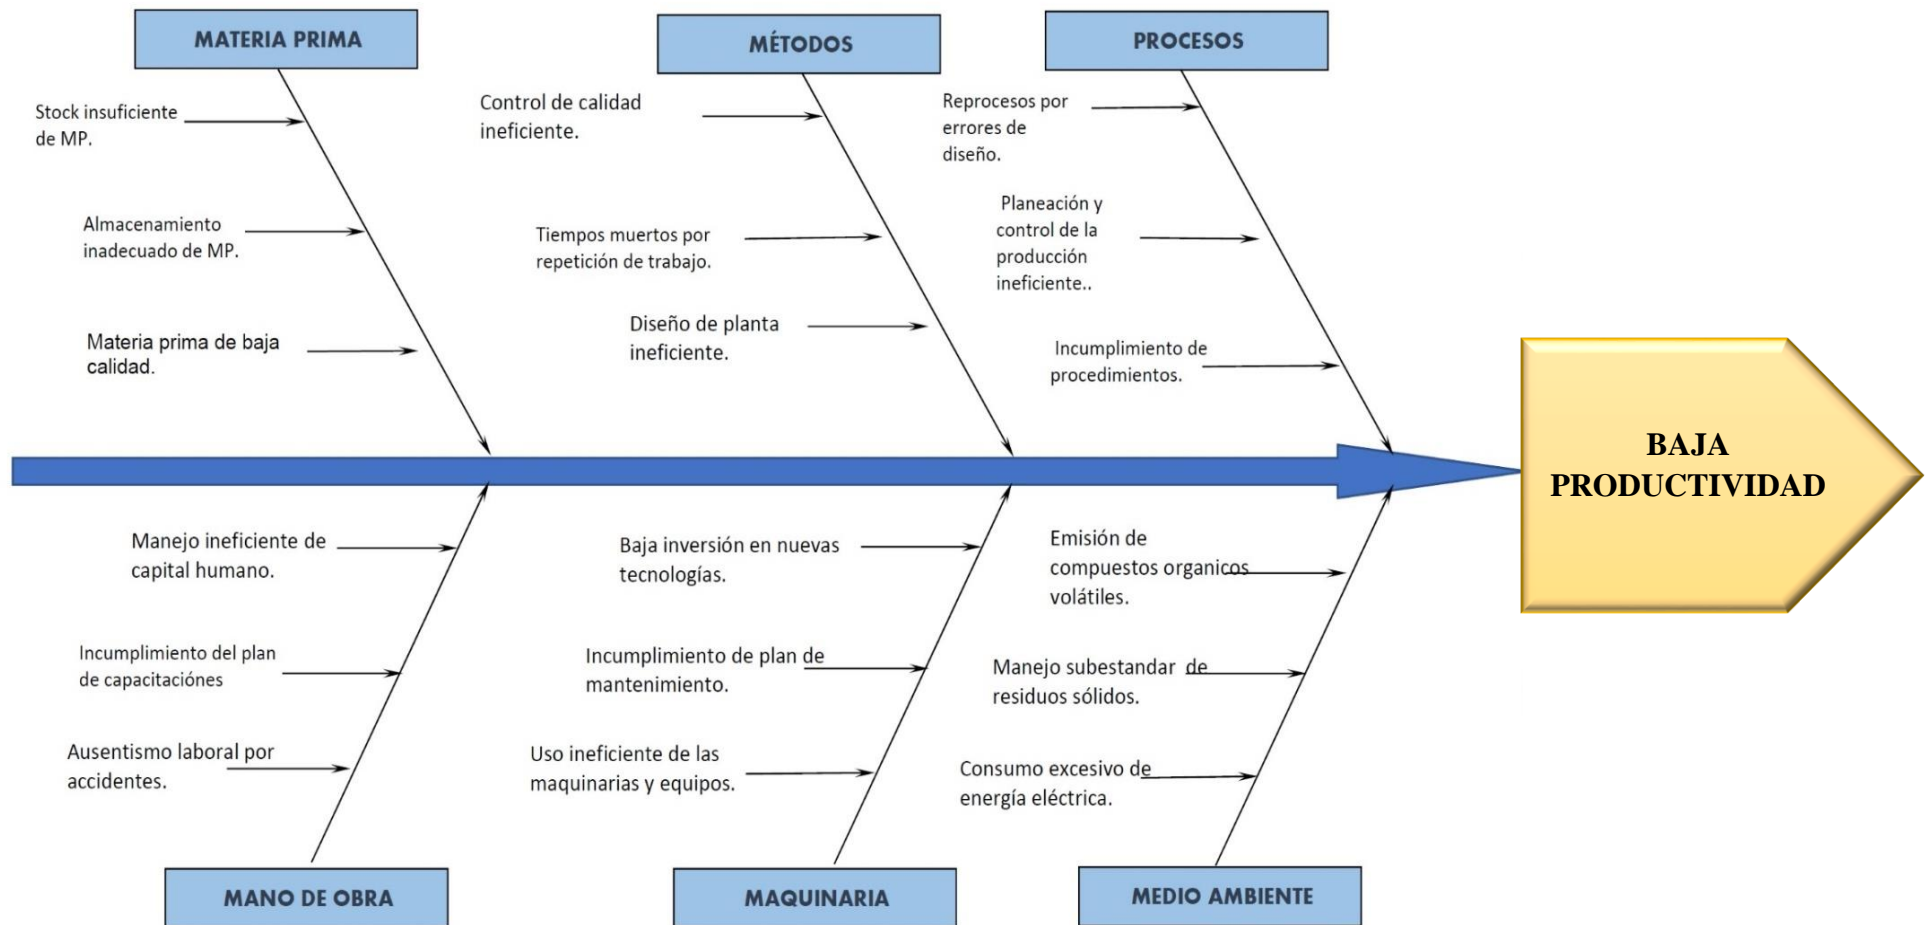 MATERIA PRIMA
MÉTODOS
PROCESOS
Stock insuficiente
de MP.
Almacenamiento
inadecuado de MP.
Materia prima de baja
calidad.
Control de calidad
ineficiente.
Tiempos muertos por
repetición de trabajo.
Diseño de planta
ineficiente.
Reprocesos por
errores de
diseño.
Planeación y
control de la
producción
ineficiente..
Incumplimiento de
procedimientos.
BAJA
PRODUCTIVIDAD
Manejo ineficiente de
capital humano.
Incumplimiento del plan
de capacitaciónes
Ausentismo laboral por
accidentes.
Baja inversión en nuevas
tecnologías.
Incumplimiento de plan de
mantenimiento.
Uso ineficiente de las
maquinarias y equipos.
Emisión de
compuestos organicos
volátiles.
Manejo subestandar de
residuos sólidos.
Consumo excesivo de
energía eléctrica.
MANO DE OBRA
MAQUINARIA
MEDIO AMBIENTE